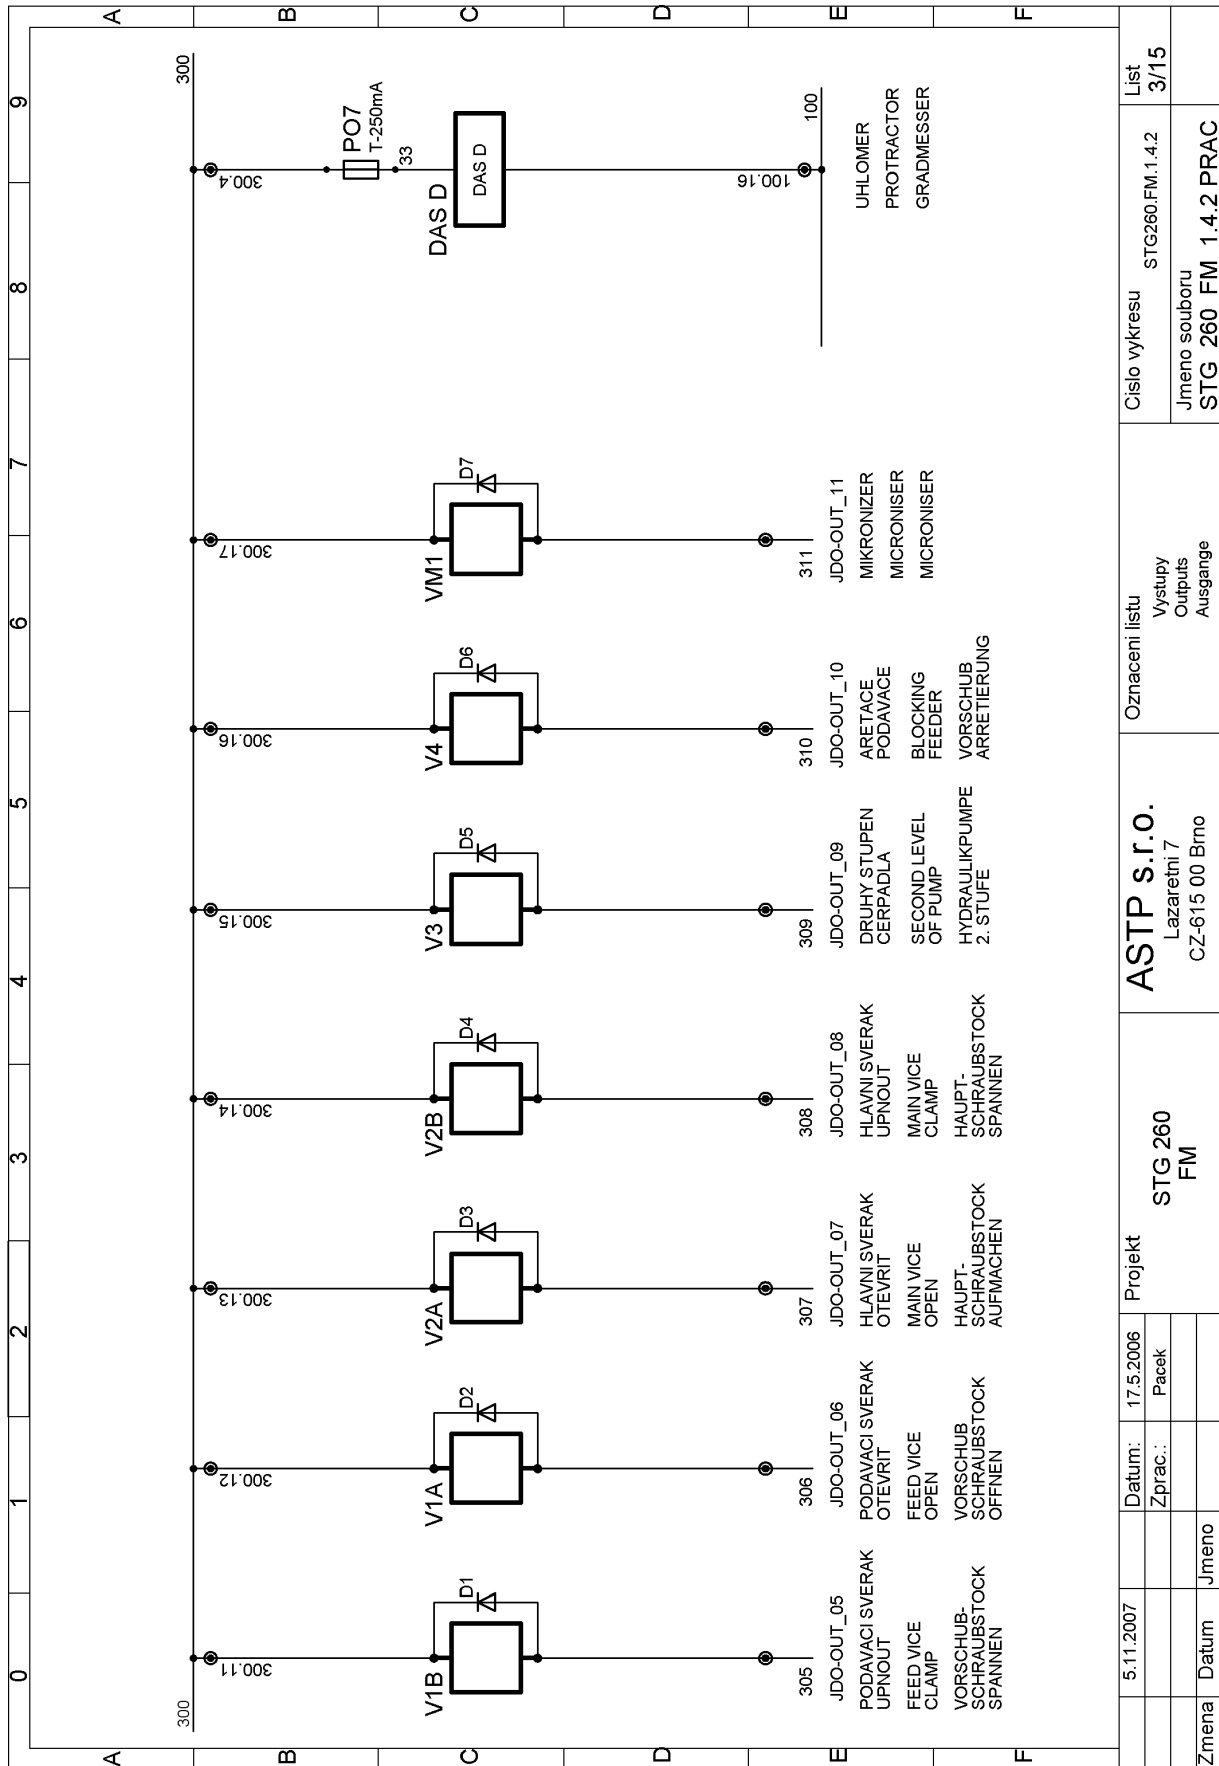 0 1 2 3 4 5 6 7 8 9
A
A
B
B
C
C
D
D
E
E
F
F
300
300
300.11
V1B
D1
305
JDO-OUT_05
PODAVACI SVERAK
UPNOUT
FEED VICE
CLAMP
VORSCHUB-
SCHRAUBSTOCK
SPANNEN
300.12
V1A
D2
306
JDO-OUT_06
PODAVACI SVERAK
OTEVRIT
FEED VICE
OPEN
VORSCHUB
SCHRAUBSTOCK
OFFNEN
300.13
V2A
D3
307
JDO-OUT_07
HLAVNI SVERAK
OTEVRIT
MAIN VICE
OPEN
HAUPT-
SCHRAUBSTOCK
AUFMACHEN
300.14
V2B
D4
308
JDO-OUT_08
HLAVNI SVERAK
UPNOUT
MAIN VICE
CLAMP
HAUPT-
SCHRAUBSTOCK
SPANNEN
300.15
V3
D5
309
JDO-OUT_09
DRUHY STUPEN
CERPADLA
SECOND LEVEL
OF PUMP
HYDRAULIKPUMPE
2. STUFE
300.16
V4
D6
310
JDO-OUT_10
ARETACE
PODAVACE
BLOCKING
FEEDER
VORSCHUB
ARRETIERUNG
300.17
VM1
D7
311
JDO-OUT_11
MIKRONIZER
MICRONISER
MICRONISER
300.4
PO7
T-250mA
33
DAS D
DAS D
100.16
100
UHLOMER
PROTRACTOR
GRADMESSER
5.11.2007
Zmena Datum Jmeno
Datum: 17.5.2006
Zprac.: Pacek
Projekt
STG 260
FM
ASTP s.r.o.
Lazaretni 7
CZ-615 00 Brno
Oznaceni listu
Vystupy
Outputs
Ausgange
Cislo vykresu
STG260.FM.1.4.2
Jmeno souboru
STG 260 FM 1.4.2 PRAC
List
3/15